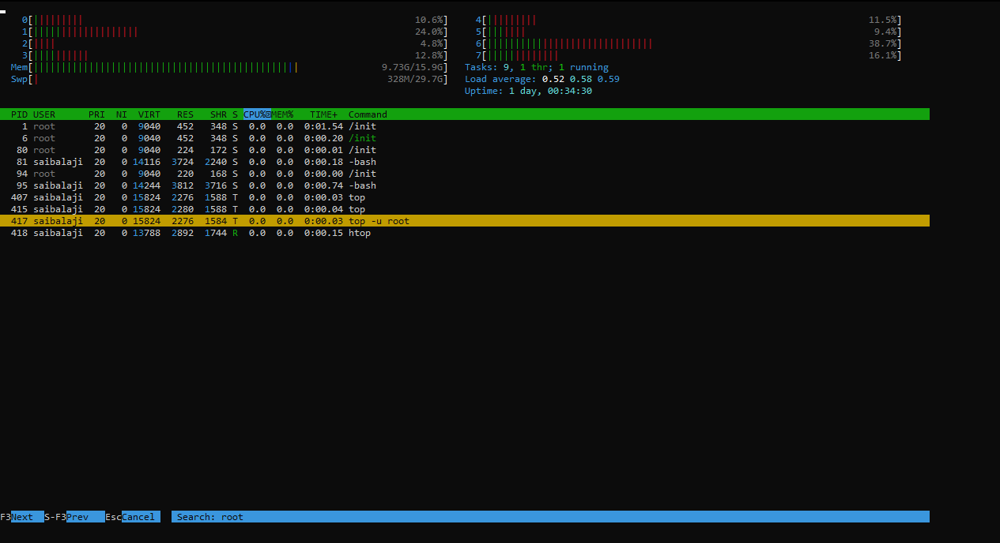 0[||||||||| 10.6%] 4[||||||||| 11.5%]
1[||||||||||||||||||| 24.0%] 5[||||||| 9.4%]
2[|||| 4.8%] 6[|||||||||||||||||||||||||||||| 38.7%]
3[|||||||||| 12.8%] 7[||||||||||||| 16.1%]
Mem[|||||||||||||||||||||||||||||||||||||||||||||||| 9.73G/15.9G] Tasks: 9, 1 thr; 1 running
Swp[| 328M/29.7G] Load average: 0.52 0.58 0.59
Uptime: 1 day, 00:34:30
PID USER PRI NI VIRT RES SHR S CPU% MEM% TIME+ Command
1 root 20 0 9040 452 348 S 0.0 0.0 0:01.54 /init
6 root 20 0 9040 452 348 S 0.0 0.0 0:00.20 /init
80 root 20 0 9040 224 172 S 0.0 0.0 0:00.01 /init
81 saibalaji 20 0 14116 3724 2240 S 0.0 0.0 0:00.18 -bash
94 root 20 0 9040 220 168 S 0.0 0.0 0:00.00 /init
95 saibalaji 20 0 14244 3812 3716 S 0.0 0.0 0:00.74 -bash
407 saibalaji 20 0 15824 2276 1588 T 0.0 0.0 0:00.03 top
415 saibalaji 20 0 15824 2280 1588 T 0.0 0.0 0:00.04 top
417 saibalaji 20 0 15824 2276 1584 T 0.0 0.0 0:00.03 top -u root
418 saibalaji 20 0 13788 2892 1744 R 0.0 0.0 0:00.15 htop
F3Next S-F3Prev EscCancel Search: root